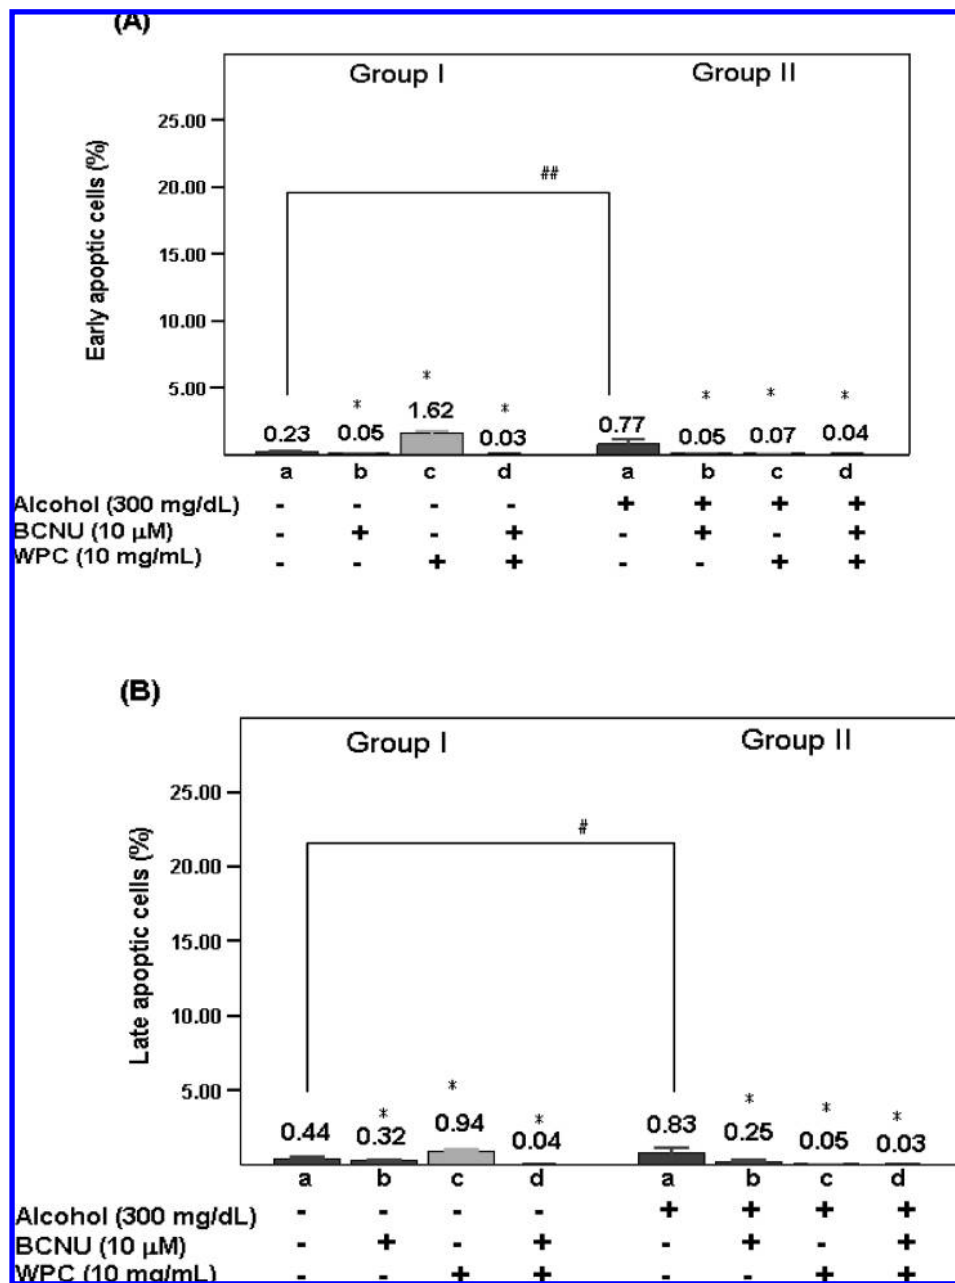 (A)
Group I Group II
Early apoptic cells (%)
25.00
20.00
15.00
10.00
5.00
##
* * * * * *
0.23 0.05 1.62 0.03 0.77 0.05 0.07 0.04
a b c d a b c d
Alcohol (300 mg/dL) - - - - + + + +
BCNU (10 μM) - + - + - + - +
WPC (10 mg/mL) - - + + - - + +
(B)
Group I Group II
Late apoptic cells (%)
25.00
20.00
15.00
10.00
5.00
#
* * * * * *
0.44 0.32 0.94 0.04 0.83 0.25 0.05 0.03
a b c d a b c d
Alcohol (300 mg/dL) - - - - + + + +
BCNU (10 μM) - + - + - + - +
WPC (10 mg/mL) - - + + - - + +